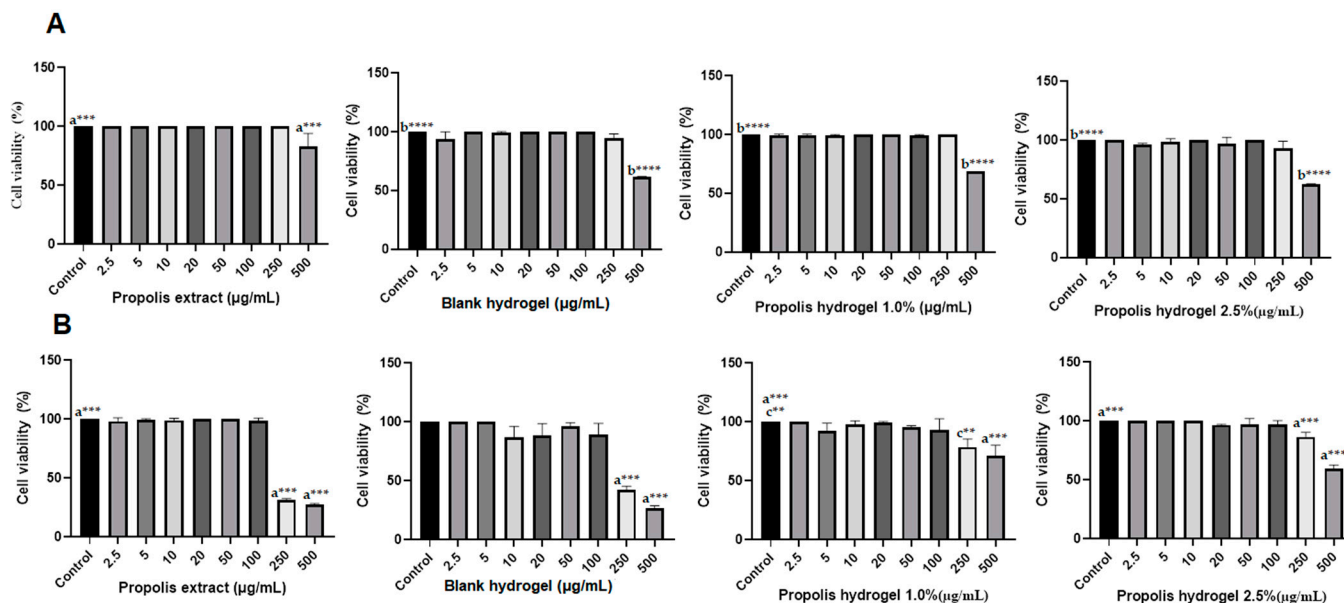 A
Cell viability (%)
150
100
50
0
a***
a***
Control
2.5
5
10
20
50
100
250
500
Propolis extract (µg/mL)
Cell viability (%)
150
100
50
0
b****
b****
Control
2.5
5
10
20
50
100
250
500
Blank hydrogel (µg/mL)
Cell viability (%)
150
100
50
0
b****
b****
Control
2.5
5
10
20
50
100
250
500
Propolis hydrogel 1.0% (µg/mL)
Cell viability (%)
150
100
50
0
b****
b****
Control
2.5
5
10
20
50
100
250
500
Propolis hydrogel 2.5%(µg/mL)
B
Cell viability (%)
150
100
50
0
a***
a***
a***
Control
2.5
5
10
20
50
100
250
500
Propolis extract (µg/mL)
Cell viability (%)
150
100
50
0
a***
a***
Control
2.5
5
10
20
50
100
250
500
Blank hydrogel (µg/mL)
Cell viability (%)
150
100
50
0
a***
c**
c**
a***
Control
2.5
5
10
20
50
100
250
500
Propolis hydrogel 1.0%(µg/mL)
Cell viability (%)
150
100
50
0
a***
a***
a***
Control
2.5
5
10
20
50
100
250
500
Propolis hydrogel 2.5%(µg/mL)